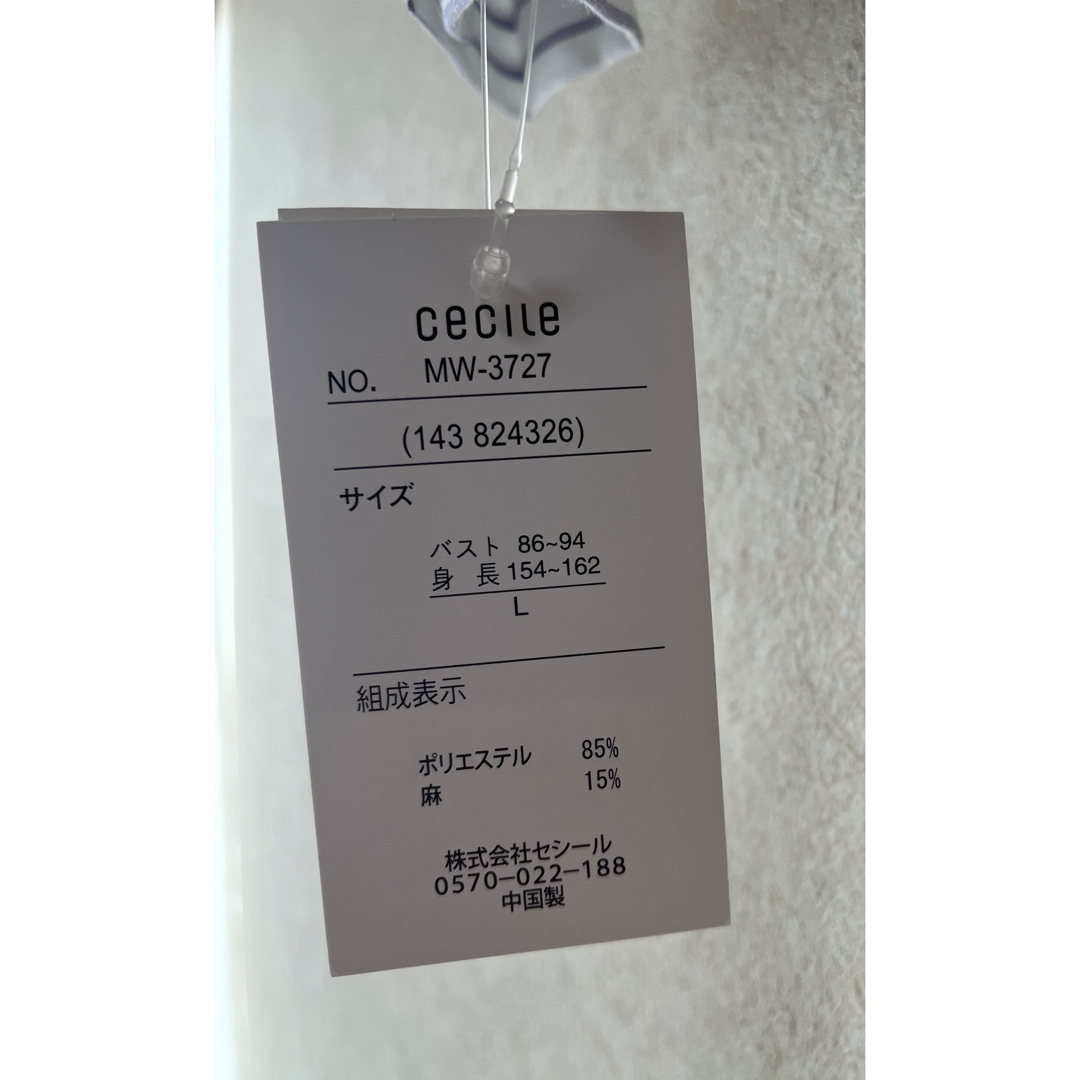 cecile
NO. MW-3727
(143 824326)
サイズ
バスト 86~94
身 長 154~162
L
組成表示
ポリエステル 85%
麻 15%
株式会社セシール
0570-022-188
中国製